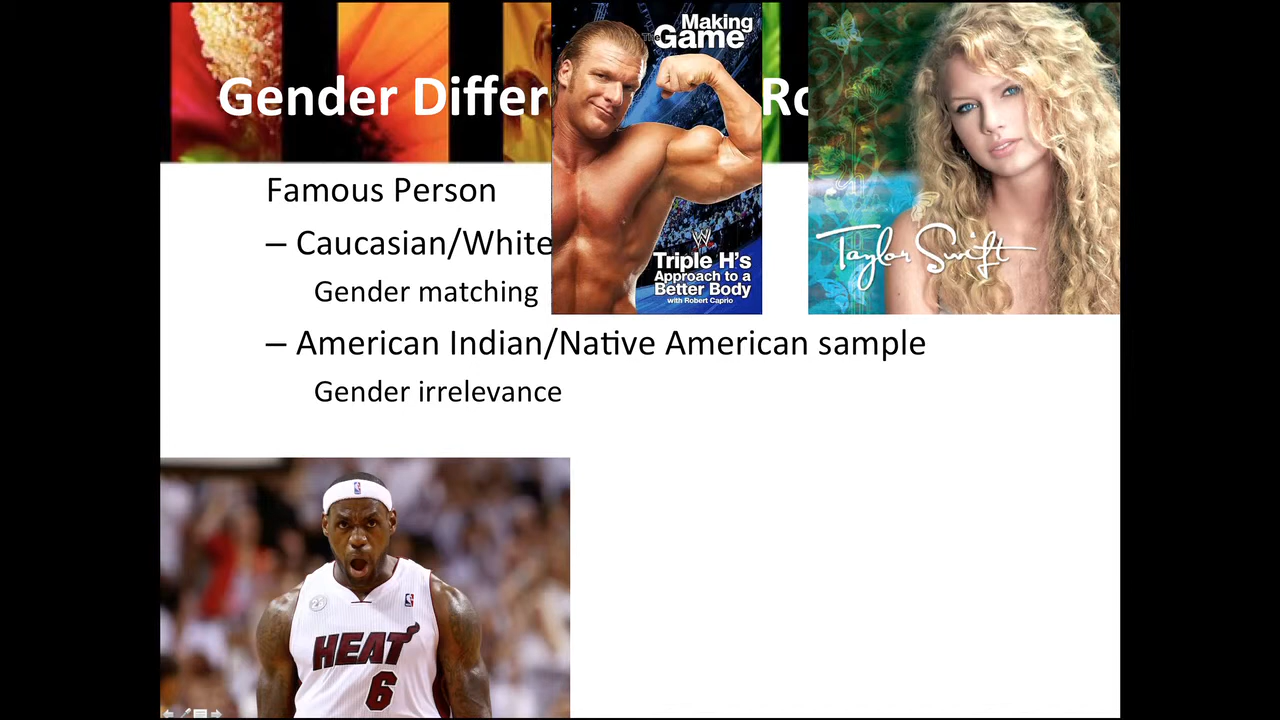 Gender Differ
Ro
Making
The Game
Famous Person
– Caucasian/White
Gender matching
W
Triple H's
Approach to a
Better Body
with Robert Caprio
Taylor Swift
– American Indian/Native American sample
Gender irrelevance
HEAT
6